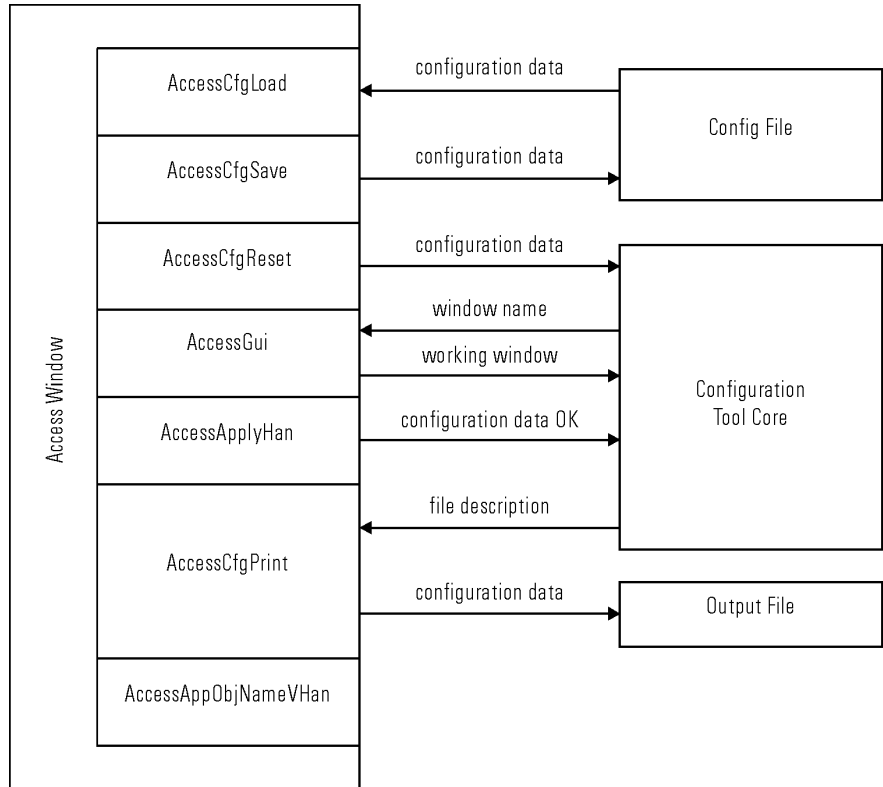 Access Window
AccessCfgLoad
configuration data
Config File
AccessCfgSave
configuration data
AccessCfgReset
configuration data
AccessGui
window name
working window
Configuration
Tool Core
AccessApplyHan
configuration data OK
AccessCfgPrint
file description
configuration data
Output File
AccessAppObjNameVHan